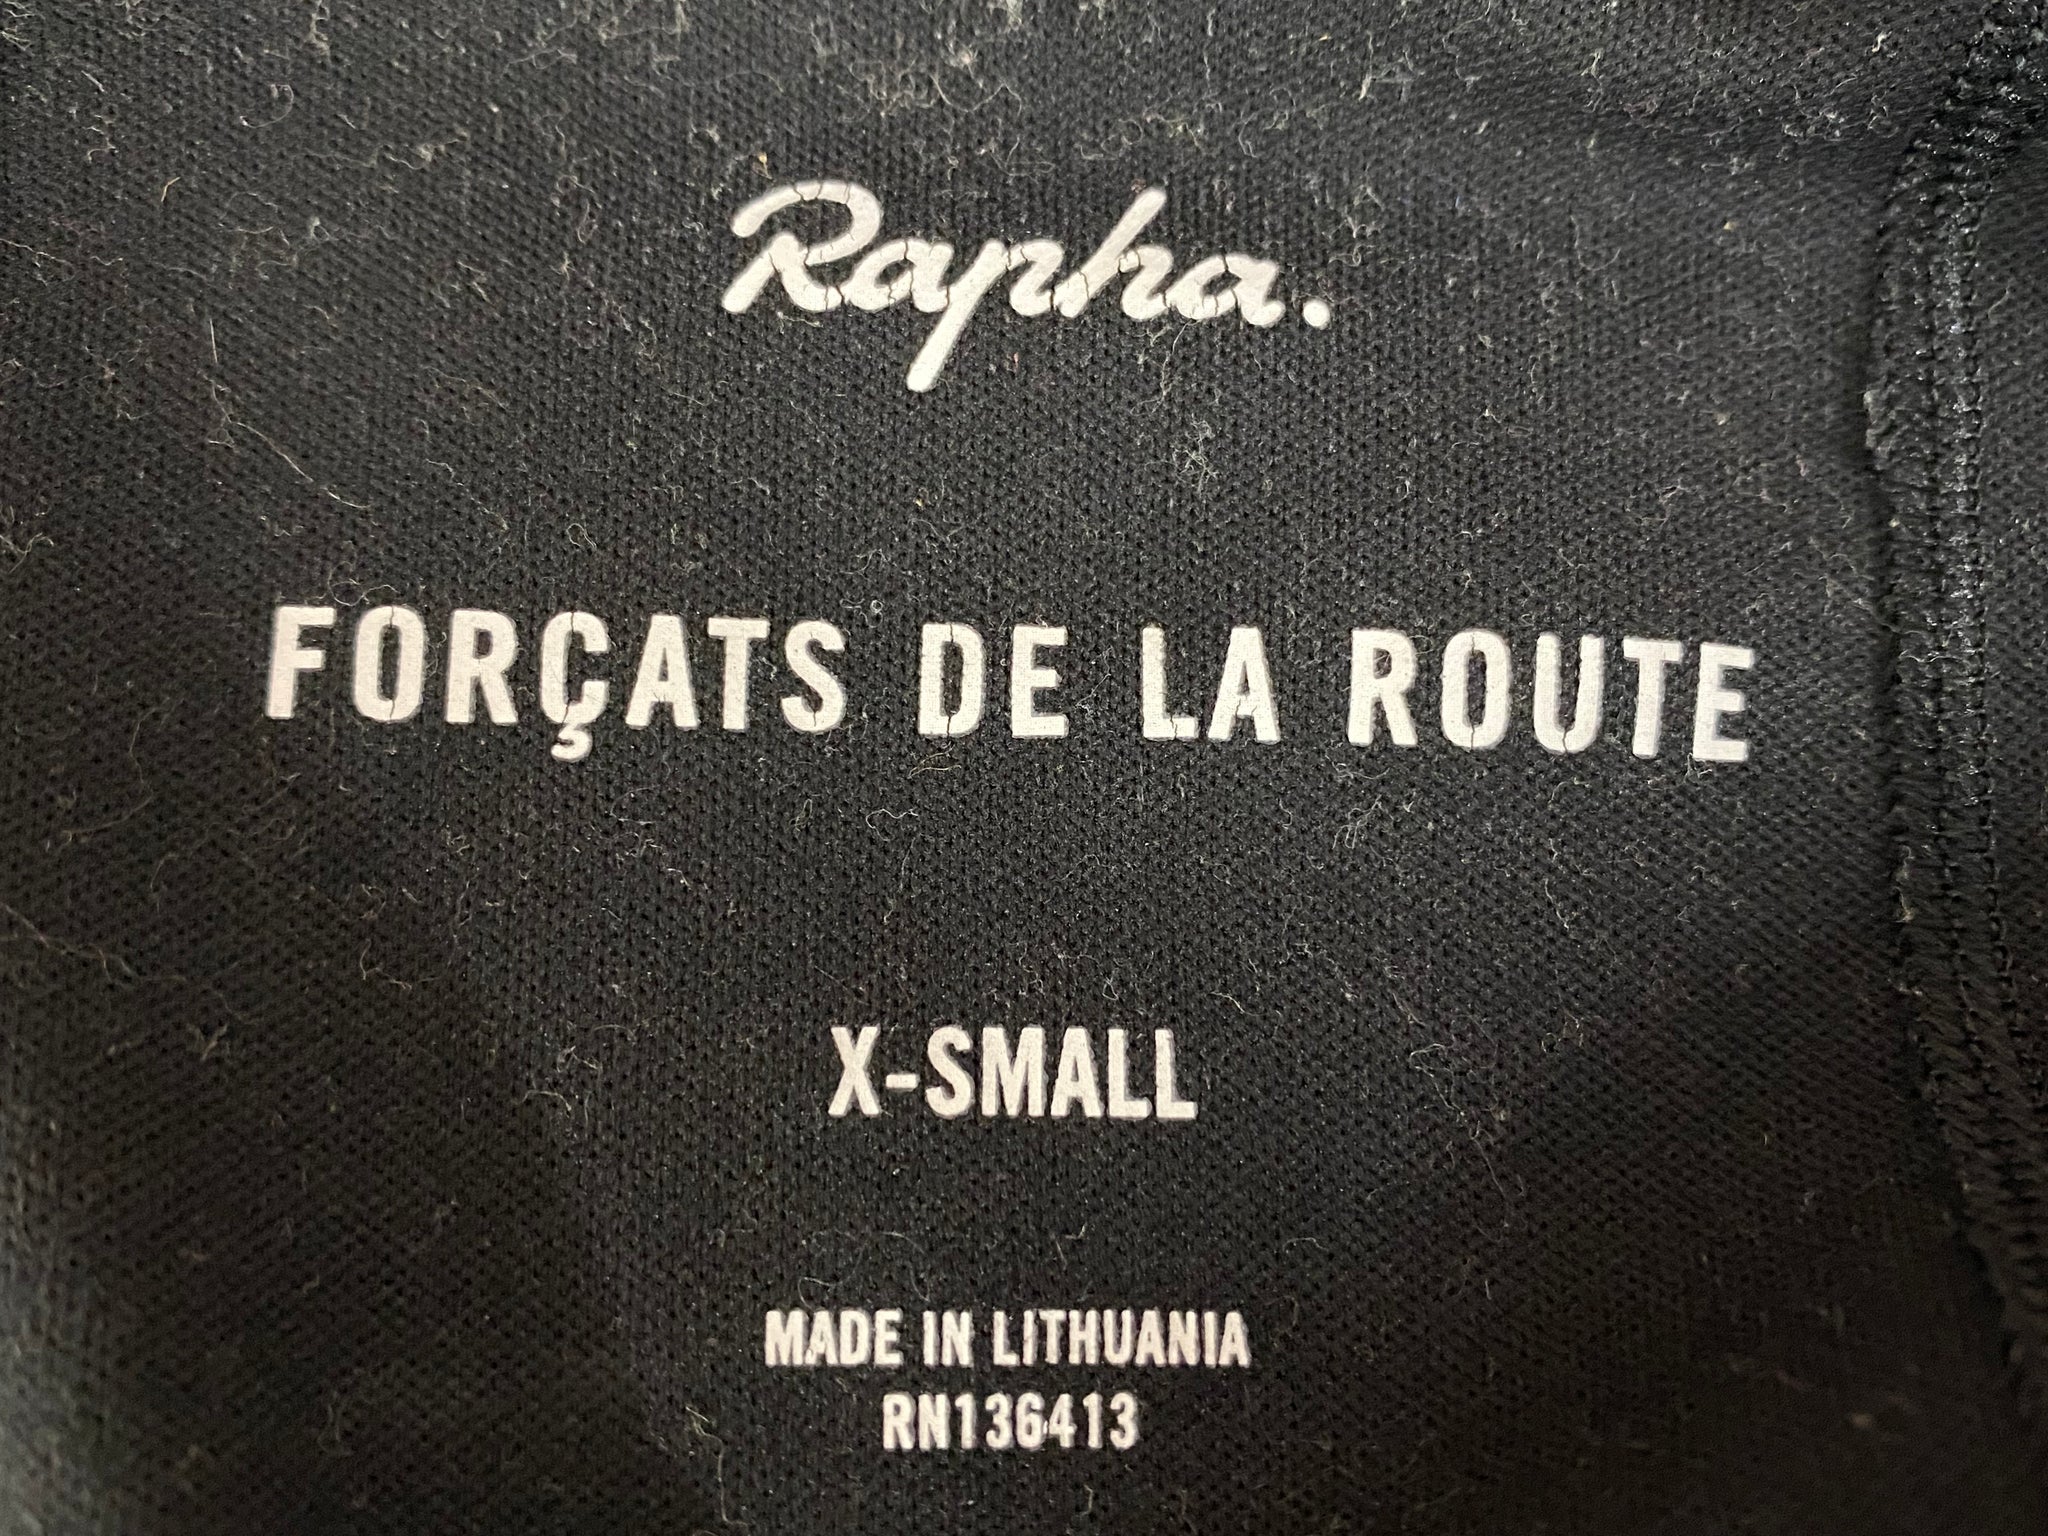 Rapha.
FORÇATS DE LA ROUTE
X-SMALL
MADE IN LITHUANIA
RN136413